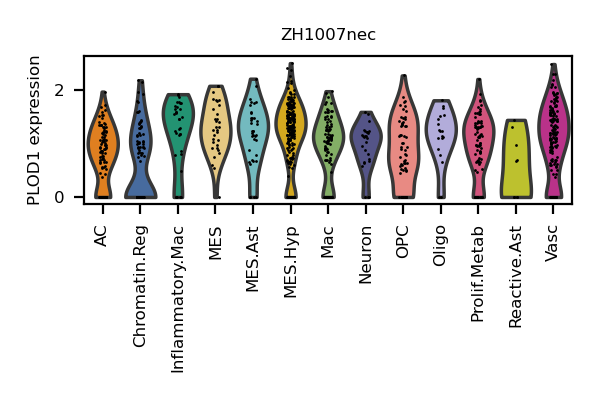 ZH1007nec
PLOD1 expression
2
0
AC
Chromatin.Reg
Inflammatory.Mac
MES
MES.Ast
MES.Hyp
Mac
Neuron
OPC
Oligo
Prolif.Metab
Reactive.Ast
Vasc